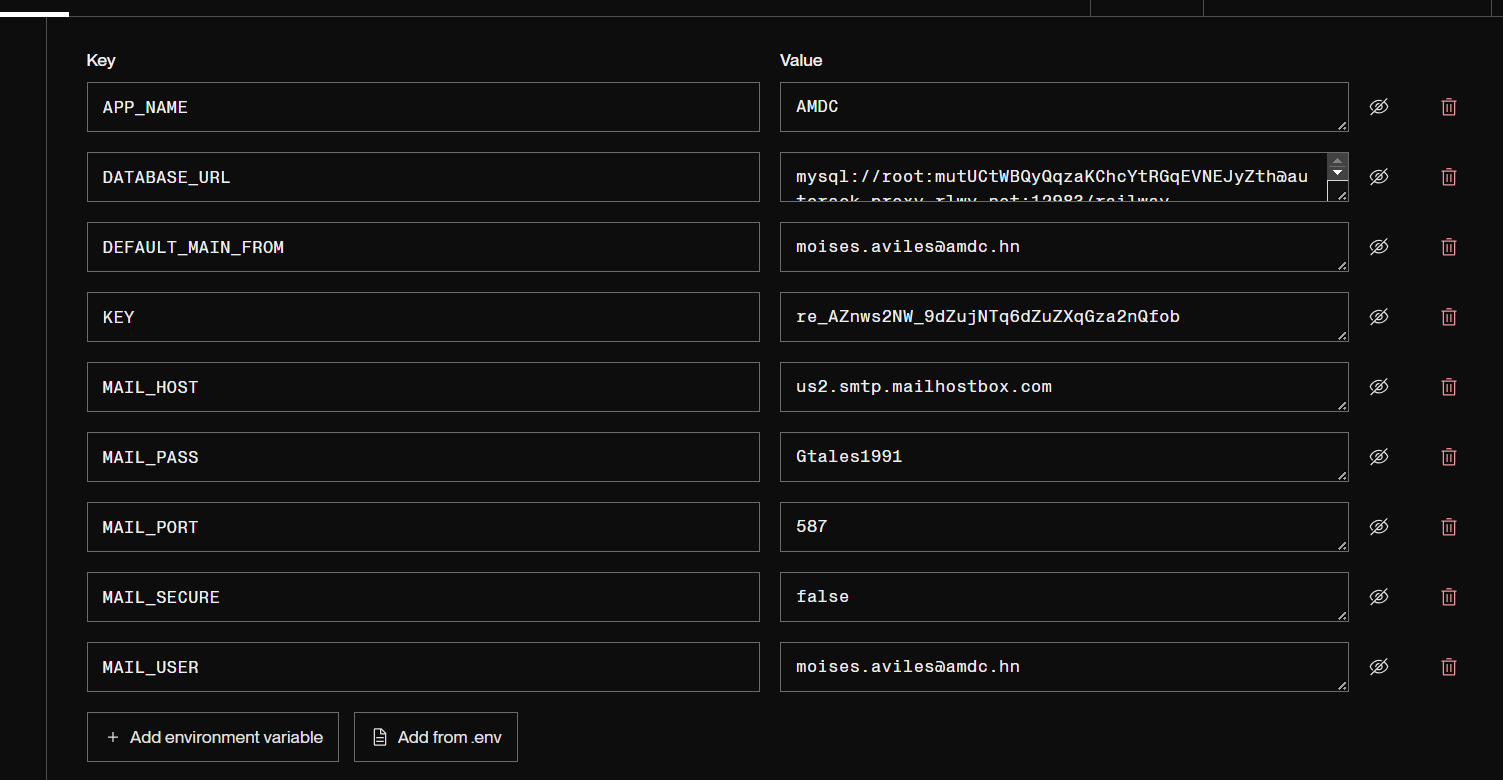 Key
Value
APP_NAME
AMDC
DATABASE_URL
mysql://root:mutUCtWBQyQqzaKChcYtRGqEVNEJyZth@au
DEFAULT_MAIN_FROM
moises.aviles@amdc.hn
KEY
re_AZnws2NW_9dZujNTq6dZuZXqGza2nQfob
MAIL_HOST
us2.smtp.mailhostbox.com
MAIL_PASS
Gtales1991
MAIL_PORT
587
MAIL_SECURE
false
MAIL_USER
moises.aviles@amdc.hn
+ Add environment variable
Add from .env